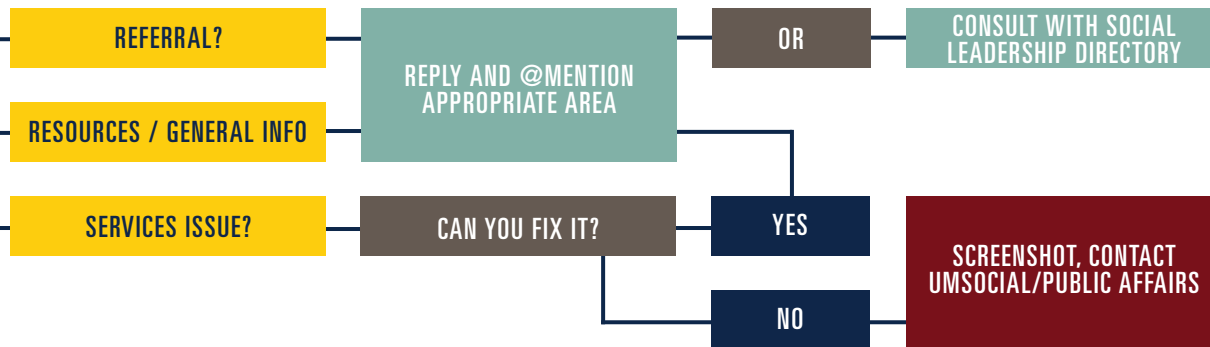 REFERRAL?
REPLY AND @MENTION
APPROPRIATE AREA
OR
CONSULT WITH SOCIAL
LEADERSHIP DIRECTORY
RESOURCES / GENERAL INFO
SERVICES ISSUE?
CAN YOU FIX IT?
YES
NO
SCREENSHOT, CONTACT
UMSOCIAL/PUBLIC AFFAIRS